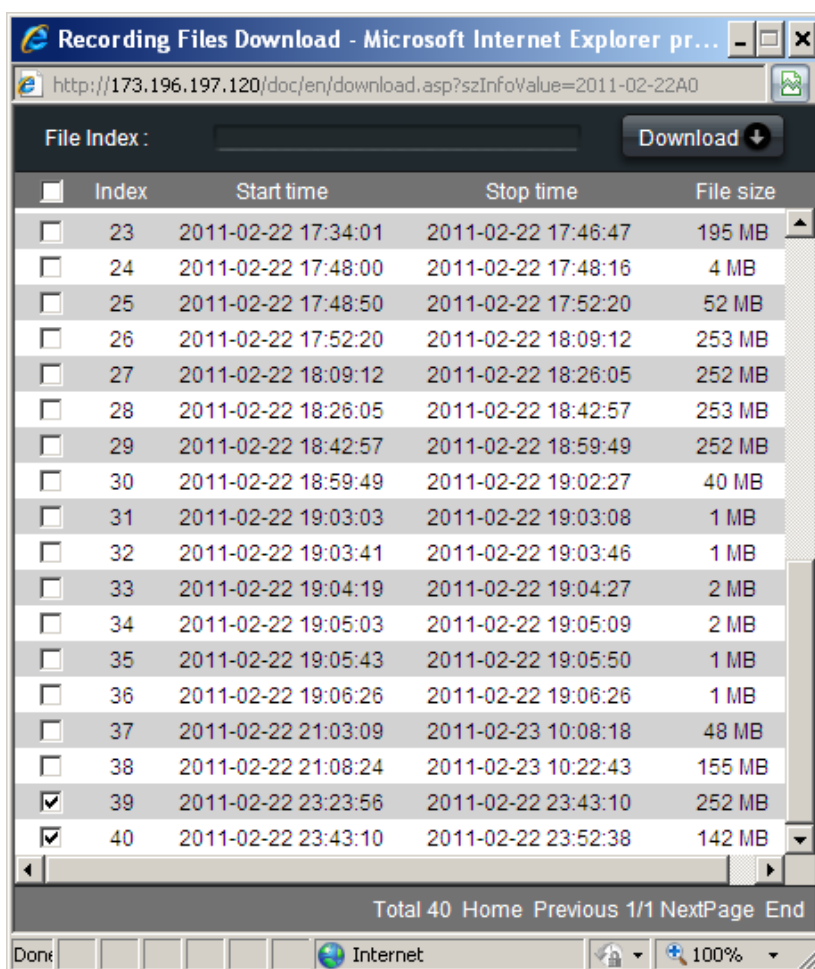 Recording Files Download - Microsoft Internet Explorer pr...
http://173.196.197.120/doc/en/download.asp?szInfoValue=2011-02-22A0
File Index : Download
Index Start time Stop time File size
23 2011-02-22 17:34:01 2011-02-22 17:46:47 195 MB
24 2011-02-22 17:48:00 2011-02-22 17:48:16 4 MB
25 2011-02-22 17:48:50 2011-02-22 17:52:20 52 MB
26 2011-02-22 17:52:20 2011-02-22 18:09:12 253 MB
27 2011-02-22 18:09:12 2011-02-22 18:26:05 252 MB
28 2011-02-22 18:26:05 2011-02-22 18:42:57 253 MB
29 2011-02-22 18:42:57 2011-02-22 18:59:49 252 MB
30 2011-02-22 18:59:49 2011-02-22 19:02:27 40 MB
31 2011-02-22 19:03:03 2011-02-22 19:03:08 1 MB
32 2011-02-22 19:03:41 2011-02-22 19:03:46 1 MB
33 2011-02-22 19:04:19 2011-02-22 19:04:27 2 MB
34 2011-02-22 19:05:03 2011-02-22 19:05:09 2 MB
35 2011-02-22 19:05:43 2011-02-22 19:05:50 1 MB
36 2011-02-22 19:06:26 2011-02-22 19:06:26 1 MB
37 2011-02-22 21:03:09 2011-02-23 10:08:18 48 MB
38 2011-02-22 21:08:24 2011-02-23 10:22:43 155 MB
39 2011-02-22 23:23:56 2011-02-22 23:43:10 252 MB
40 2011-02-22 23:43:10 2011-02-22 23:52:38 142 MB
Total 40 Home Previous 1/1 NextPage End
Done Internet 100%